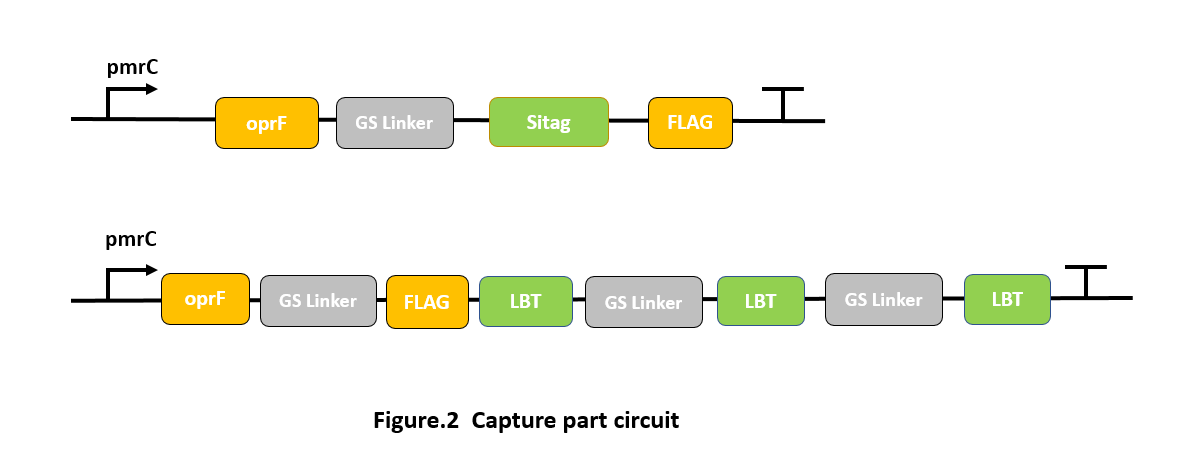 pmrC
oprF GS Linker Sitag FLAG
pmrC
oprF GS Linker FLAG LBT GS Linker LBT GS Linker LBT
Figure.2 Capture part circuit